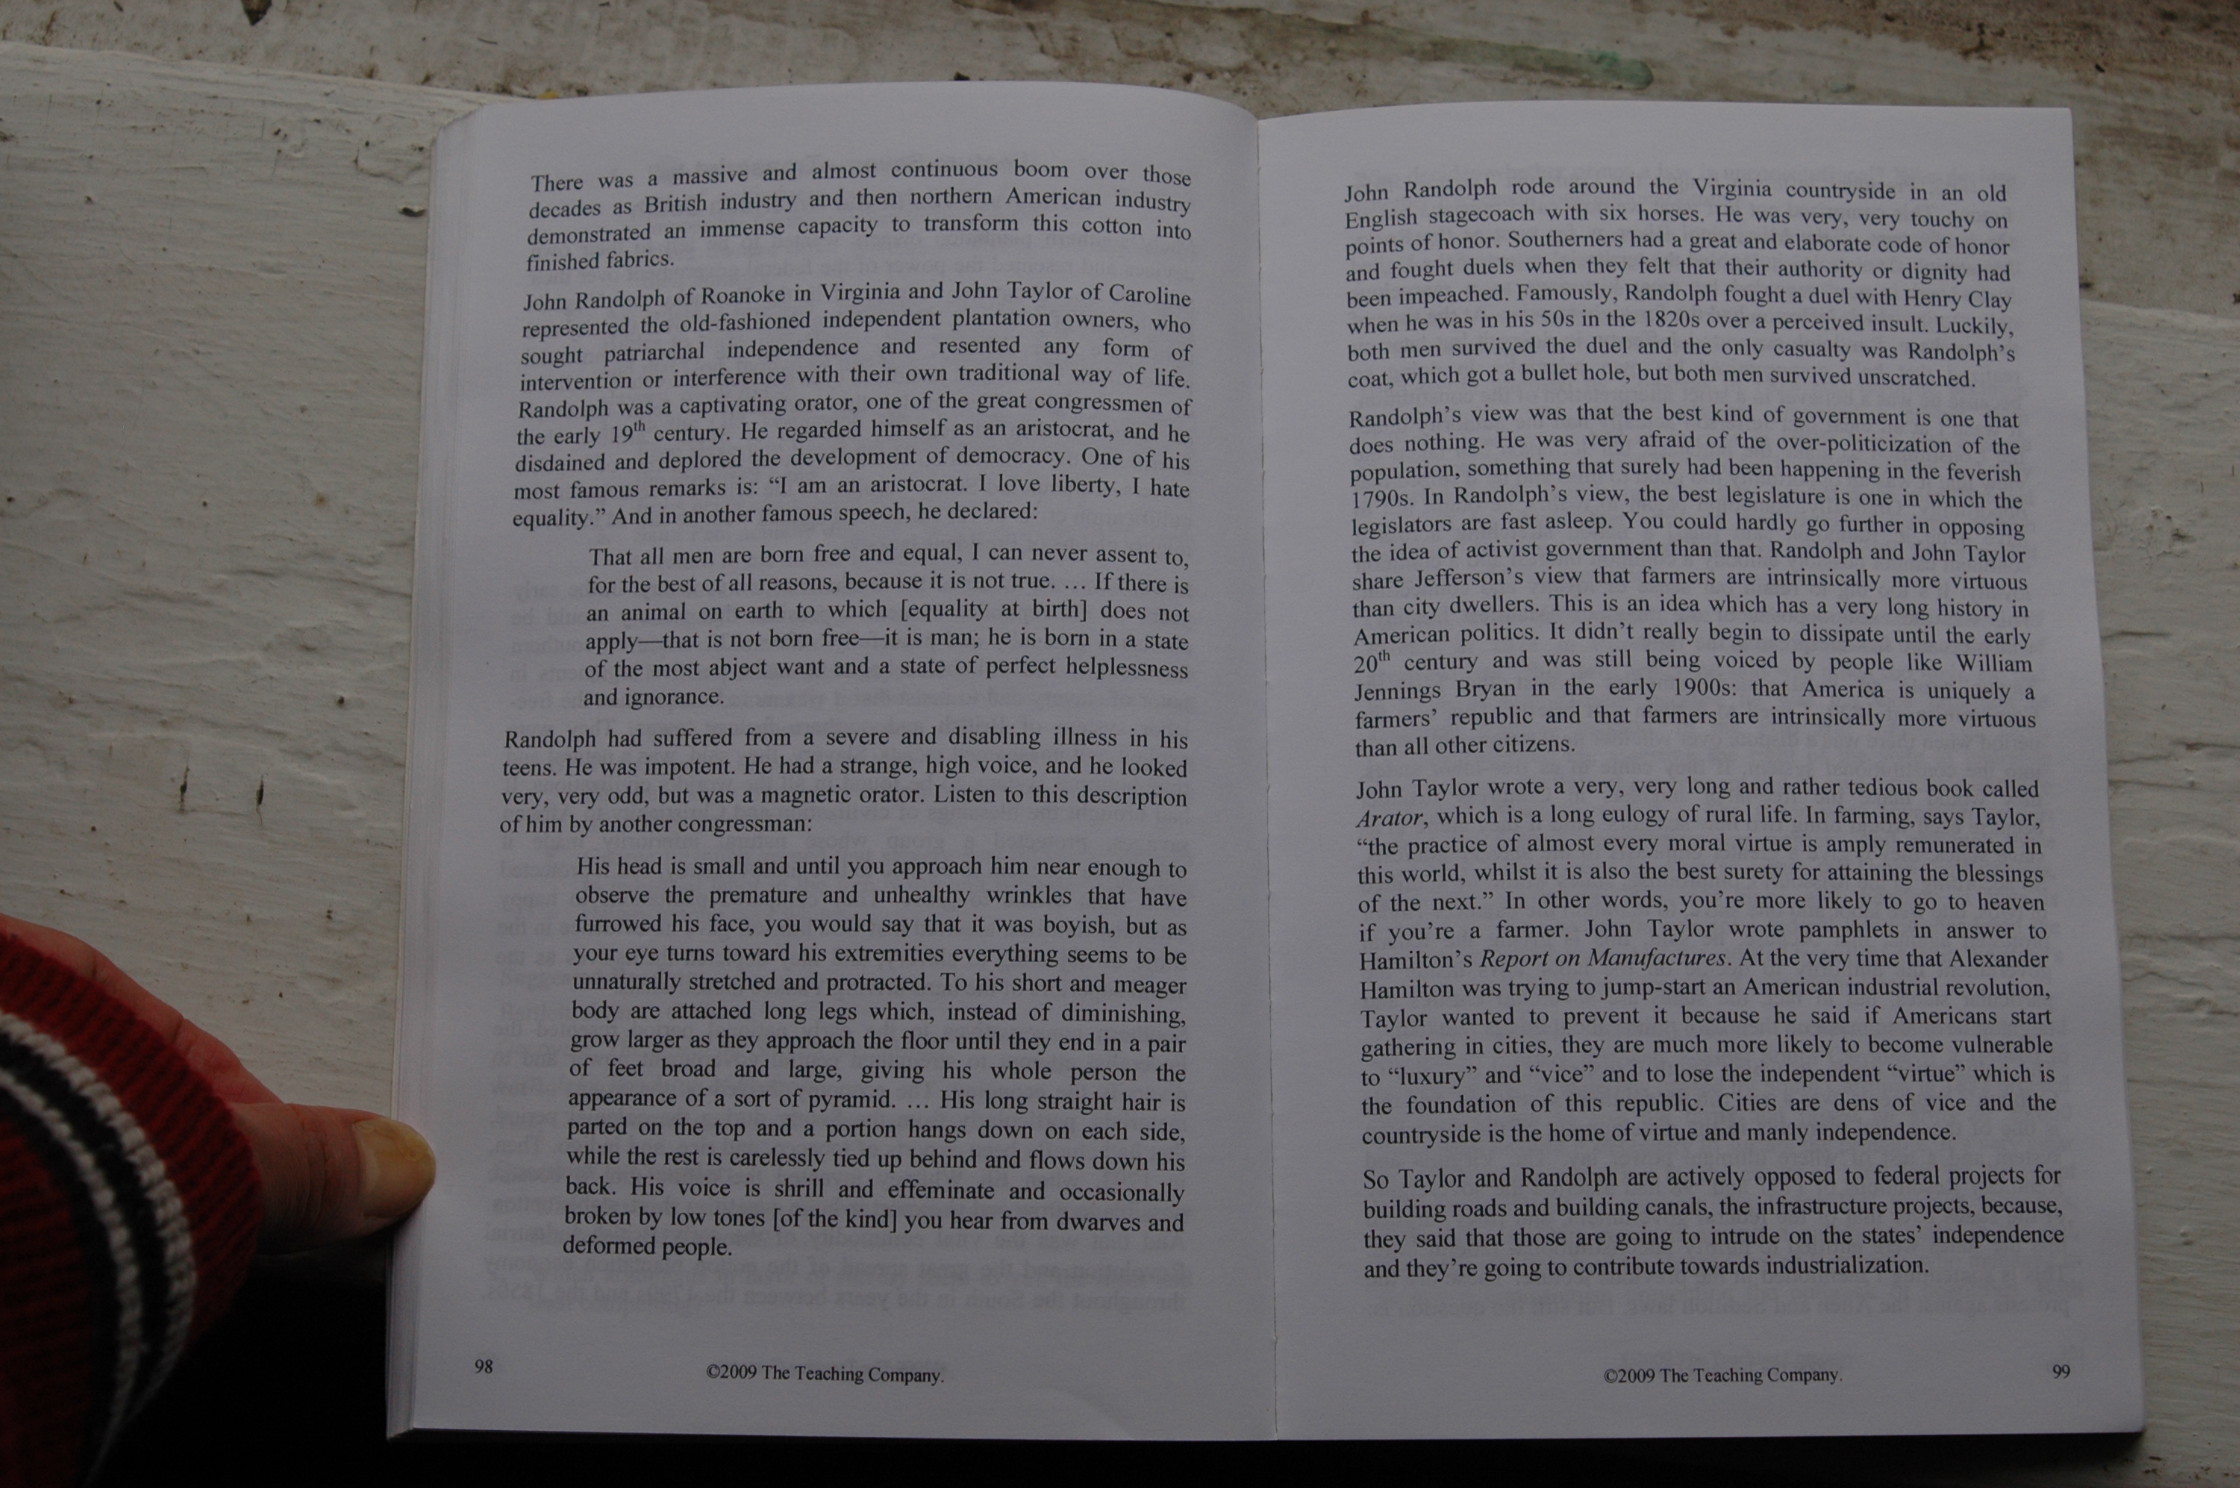 There was a massive and almost continuous boom over those
decades as British industry and then northern American industry
demonstrated an immense capacity to transform this cotton into
finished fabrics.
John Randolph of Roanoke in Virginia and John Taylor of Caroline
represented the old-fashioned independent plantation owners, who
sought patriarchal independence and resented any form of
intervention or interference with their own traditional way of life.
Randolph was a captivating orator, one of the great congressmen of
the early 19th century. He regarded himself as an aristocrat, and he
disdained and deplored the development of democracy. One of his
most famous remarks is: “I am an aristocrat. I love liberty, I hate
equality.” And in another famous speech, he declared:
That all men are born free and equal, I can never assent to,
for the best of all reasons, because it is not true. … If there is
an animal on earth to which [equality at birth] does not
apply—that is not born free—it is man; he is born in a state
of the most abject want and a state of perfect helplessness
and ignorance.
Randolph had suffered from a severe and disabling illness in his
teens. He was impotent. He had a strange, high voice, and he looked
very, very odd, but was a magnetic orator. Listen to this description
of him by another congressman:
His head is small and until you approach him near enough to
observe the premature and unhealthy wrinkles that have
furrowed his face, you would say that it was boyish, but as
your eye turns toward his extremities everything seems to be
unnaturally stretched and protracted. To his short and meager
body are attached long legs which, instead of diminishing,
grow larger as they approach the floor until they end in a pair
of feet broad and large, giving his whole person the
appearance of a sort of pyramid. … His long straight hair is
parted on the top and a portion hangs down on each side,
while the rest is carelessly tied up behind and flows down his
back. His voice is shrill and effeminate and occasionally
broken by low tones [of the kind] you hear from dwarves and
deformed people.
98
©2009 The Teaching Company.
John Randolph rode around the Virginia countryside in an old
English stagecoach with six horses. He was very, very touchy on
points of honor. Southerners had a great and elaborate code of honor
and fought duels when they felt that their authority or dignity had
been impeached. Famously, Randolph fought a duel with Henry Clay
when he was in his 50s in the 1820s over a perceived insult. Luckily,
both men survived the duel and the only casualty was Randolph’s
coat, which got a bullet hole, but both men survived unscratched.
Randolph’s view was that the best kind of government is one that
does nothing. He was very afraid of the over-politicization of the
population, something that surely had been happening in the feverish
1790s. In Randolph’s view, the best legislature is one in which the
legislators are fast asleep. You could hardly go further in opposing
the idea of activist government than that. Randolph and John Taylor
share Jefferson’s view that farmers are intrinsically more virtuous
than city dwellers. This is an idea which has a very long history in
American politics. It didn’t really begin to dissipate until the early
20th century and was still being voiced by people like William
Jennings Bryan in the early 1900s: that America is uniquely a
farmers’ republic and that farmers are intrinsically more virtuous
than all other citizens.
John Taylor wrote a very, very long and rather tedious book called
Arator, which is a long eulogy of rural life. In farming, says Taylor,
“the practice of almost every moral virtue is amply remunerated in
this world, whilst it is also the best surety for attaining the blessings
of the next.” In other words, you’re more likely to go to heaven
if you’re a farmer. John Taylor wrote pamphlets in answer to
Hamilton’s Report on Manufactures. At the very time that Alexander
Hamilton was trying to jump-start an American industrial revolution,
Taylor wanted to prevent it because he said if Americans start
gathering in cities, they are much more likely to become vulnerable
to “luxury” and “vice” and to lose the independent “virtue” which is
the foundation of this republic. Cities are dens of vice and the
countryside is the home of virtue and manly independence.
So Taylor and Randolph are actively opposed to federal projects for
building roads and building canals, the infrastructure projects, because,
they said that those are going to intrude on the states’ independence
and they’re going to contribute towards industrialization.
©2009 The Teaching Company.
99